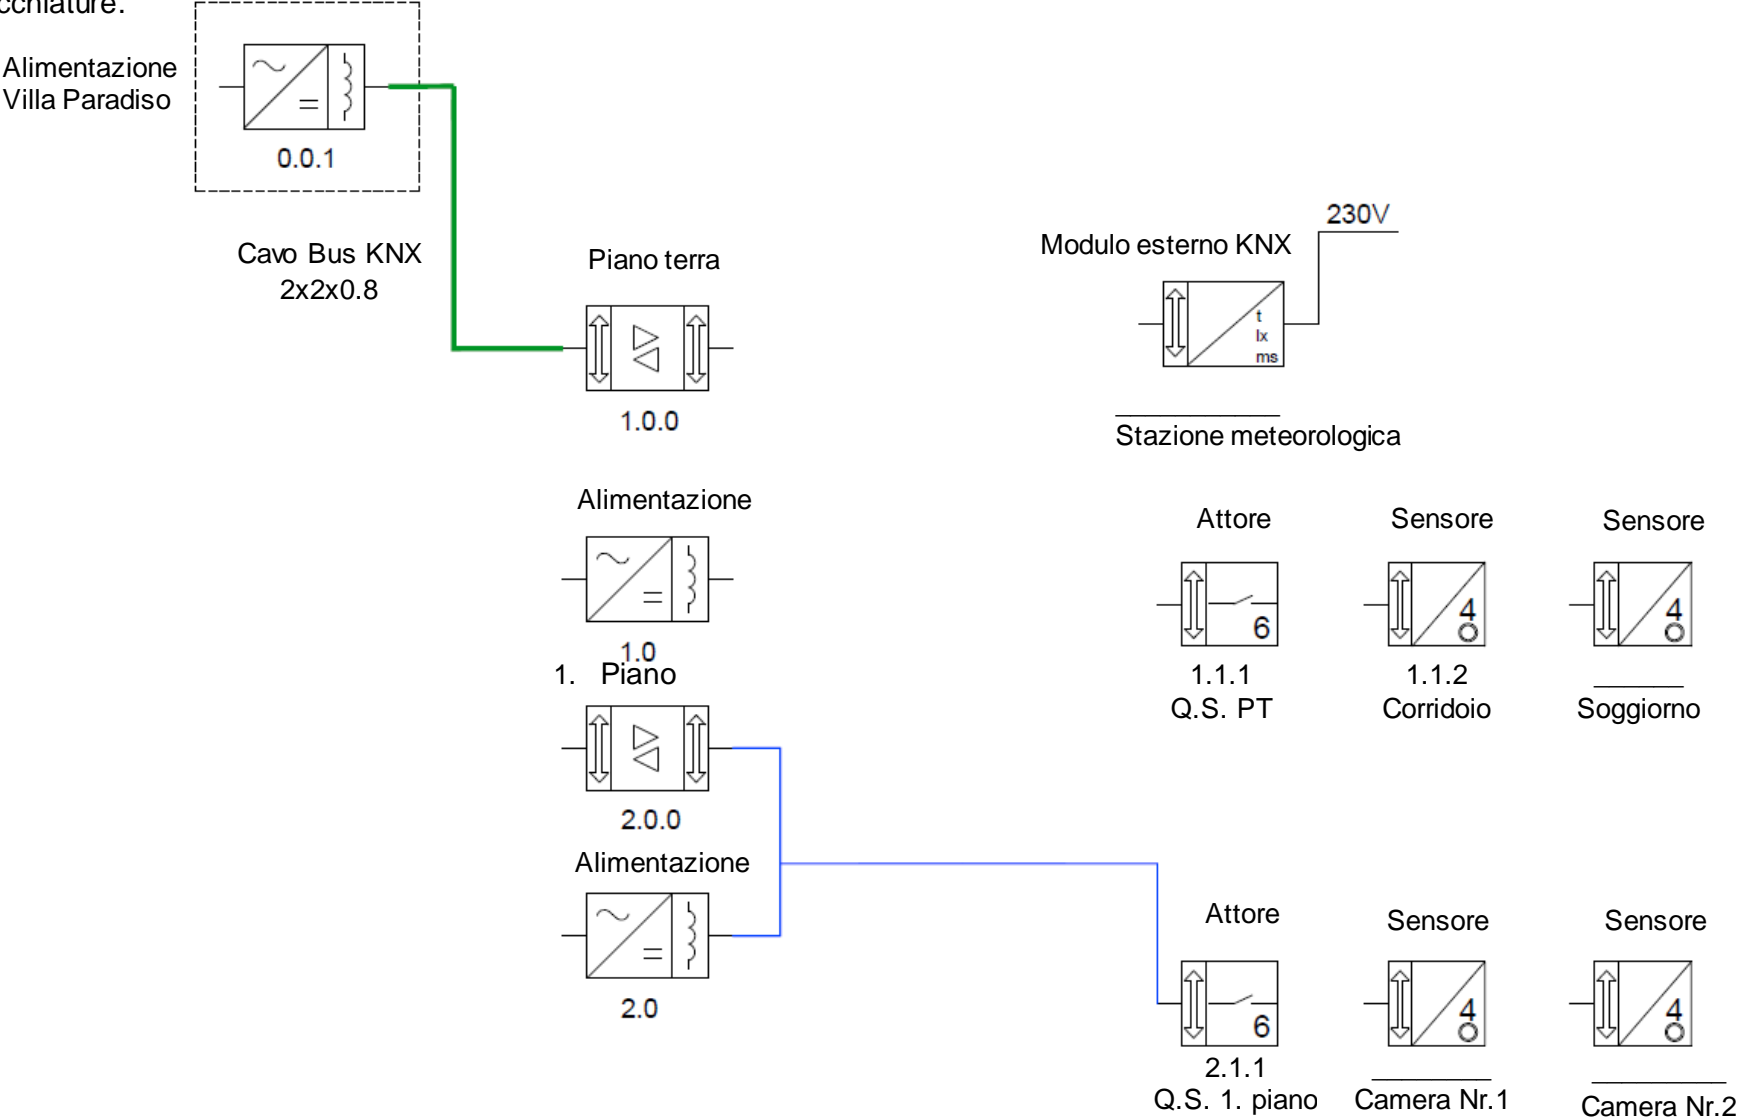 cchiature.
Alimentazione
Villa Paradiso
0.0.1
Cavo Bus KNX
2x2x0.8
Piano terra
1.0.0
230V
Modulo esterno KNX
t
lx
ms
Stazione meteorologica
Alimentazione
1.0
1. Piano
2.0.0
Alimentazione
2.0
Attore
Sensore
Sensore
6
4
4
1.1.1
1.1.2
Q.S. PT
Corridoio
Soggiorno
Attore
Sensore
Sensore
6
4
4
2.1.1
Q.S. 1. piano
Camera Nr.1
Camera Nr.2